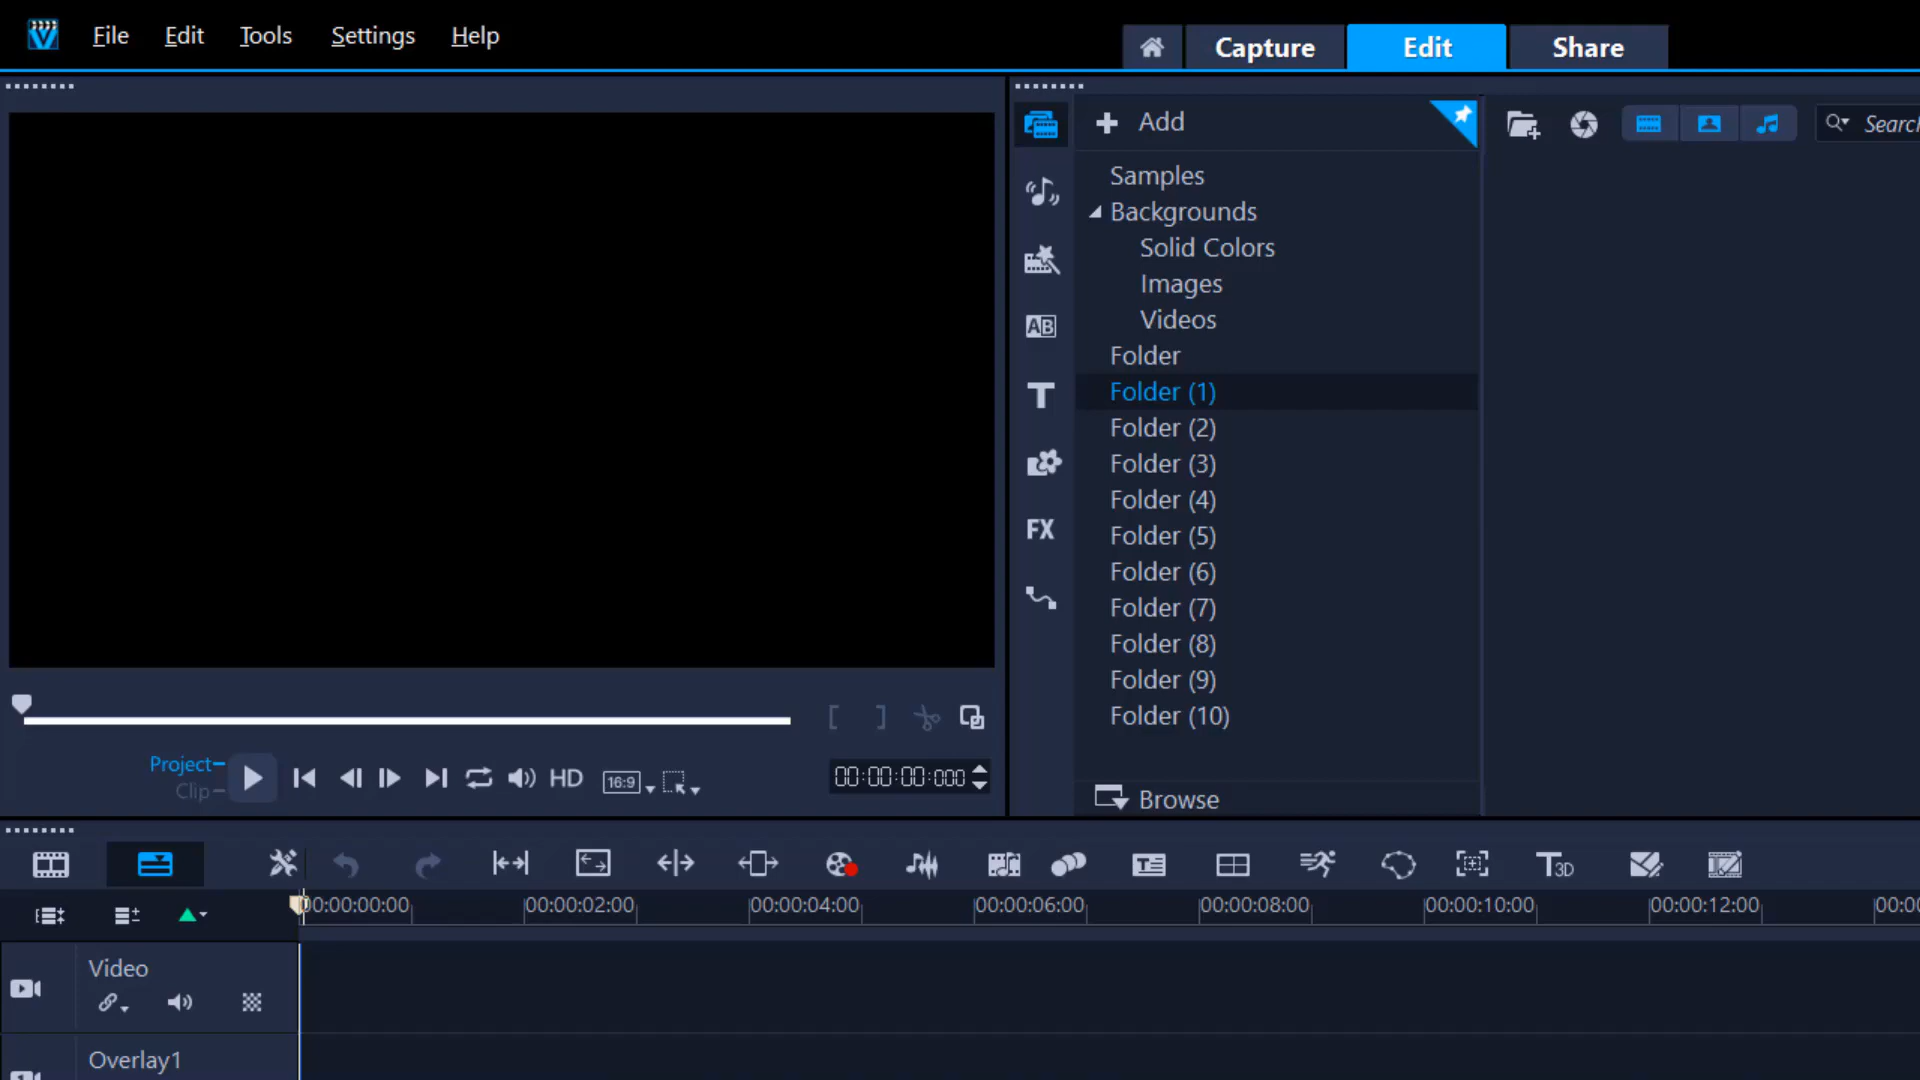 File Edit Tools Settings Help
Capture Edit Share
Add
Search
Samples
Backgrounds
Solid Colors
Images
Videos
Folder
Folder (1)
Folder (2)
Folder (3)
Folder (4)
Folder (5)
Folder (6)
Folder (7)
Folder (8)
Folder (9)
Folder (10)
Browse
AB
T
FX
Project
Clip
HD
16:9
00:00:00:000
T3D
00:00:00:00 00:00:02:00 00:00:04:00 00:00:06:00 00:00:08:00 00:00:10:00 00:00:12:00 00:00
Video
Overlay1